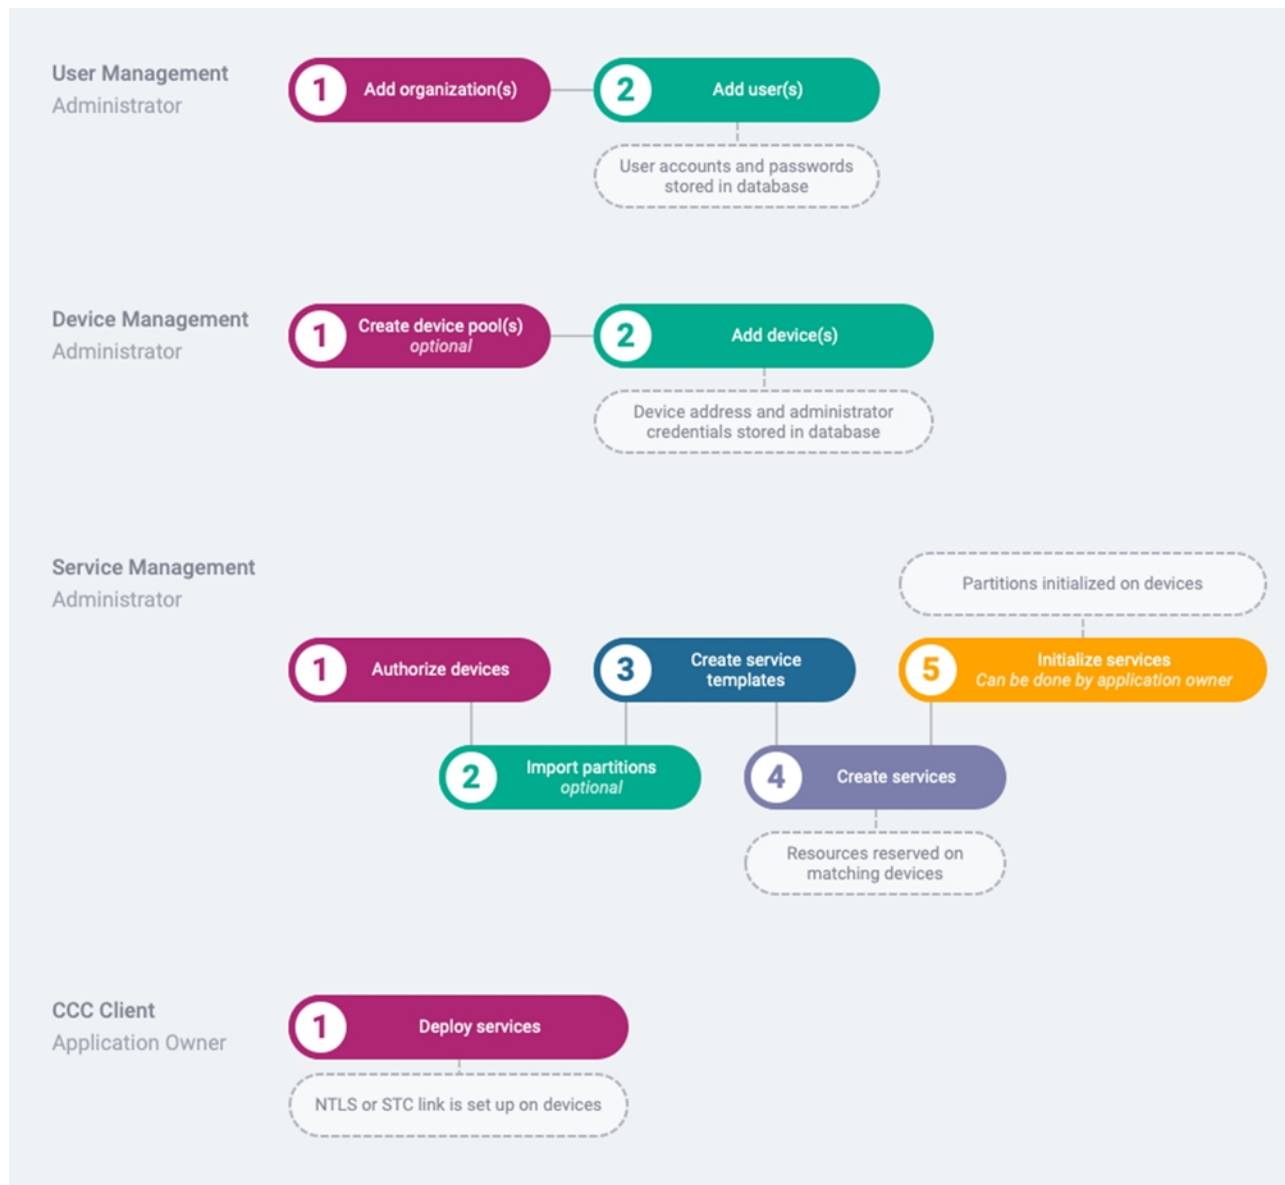 User Management
Administrator
1 Add organization(s)
2 Add user(s)
User accounts and passwords
stored in database
Device Management
Administrator
1 Create device pool(s)
optional
2 Add device(s)
Device address and administrator
credentials stored in database
Service Management
Administrator
Partitions initialized on devices
1 Authorize devices
3 Create service
templates
5 Initialize services
Can be done by application owner
2 Import partitions
optional
4 Create services
Resources reserved on
matching devices
CCC Client
Application Owner
1 Deploy services
NTLS or STC link is set up on devices